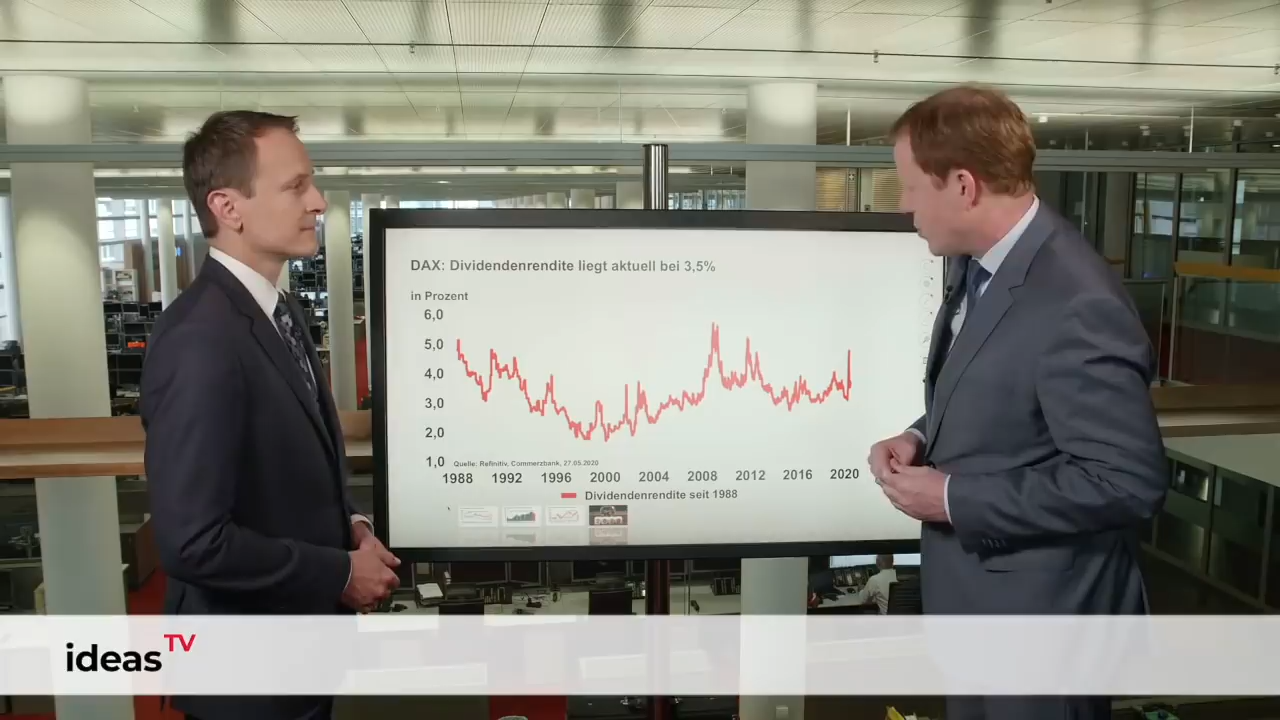 DAX: Dividendenrendite liegt aktuell bei 3,5%
in Prozent
6,0
5,0
4,0
3,0
2,0
1,0
Quelle: Refinitiv, Commerzbank, 27.05.2020
1988 1992 1996 2000 2004 2008 2012 2016 2020
Dividendenrendite seit 1988
ideasTV